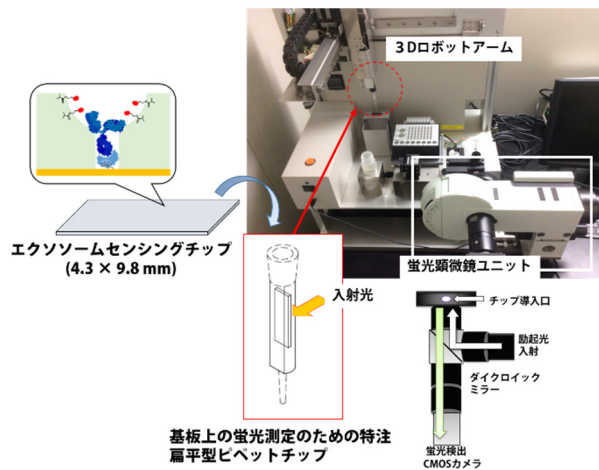 3Dロボットアーム
エクソソームセンシングチップ
(4.3 × 9.8 mm)
入射光
蛍光顕微鏡ユニット
チップ導入口
励起光
入射
ダイクロイック
ミラー
蛍光検出
CMOSカメラ
基板上の蛍光測定のための特注
扁平型ピペットチップ